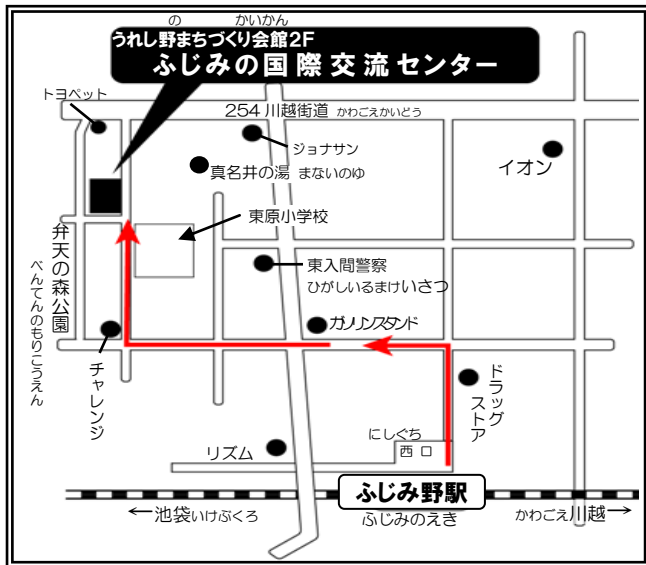 の　かいかん
うれし野まちづくり会館2F
ふじみの国際交流センター
トヨペット
254 川越街道 かわごえかいどう
ジョナサン
真名井の湯 まないのゆ
イオン
東原小学校
弁天の森公園
べんてんのもりこうえん
東入間警察
ひがしいるまけいさつ
ガソリンスタンド
チャレンジ
ドラッグ
ストア
リズム
にしぐち
西口
ふじみ野駅
ふじみのえき
←池袋いけぶくろ
かわごえ川越→